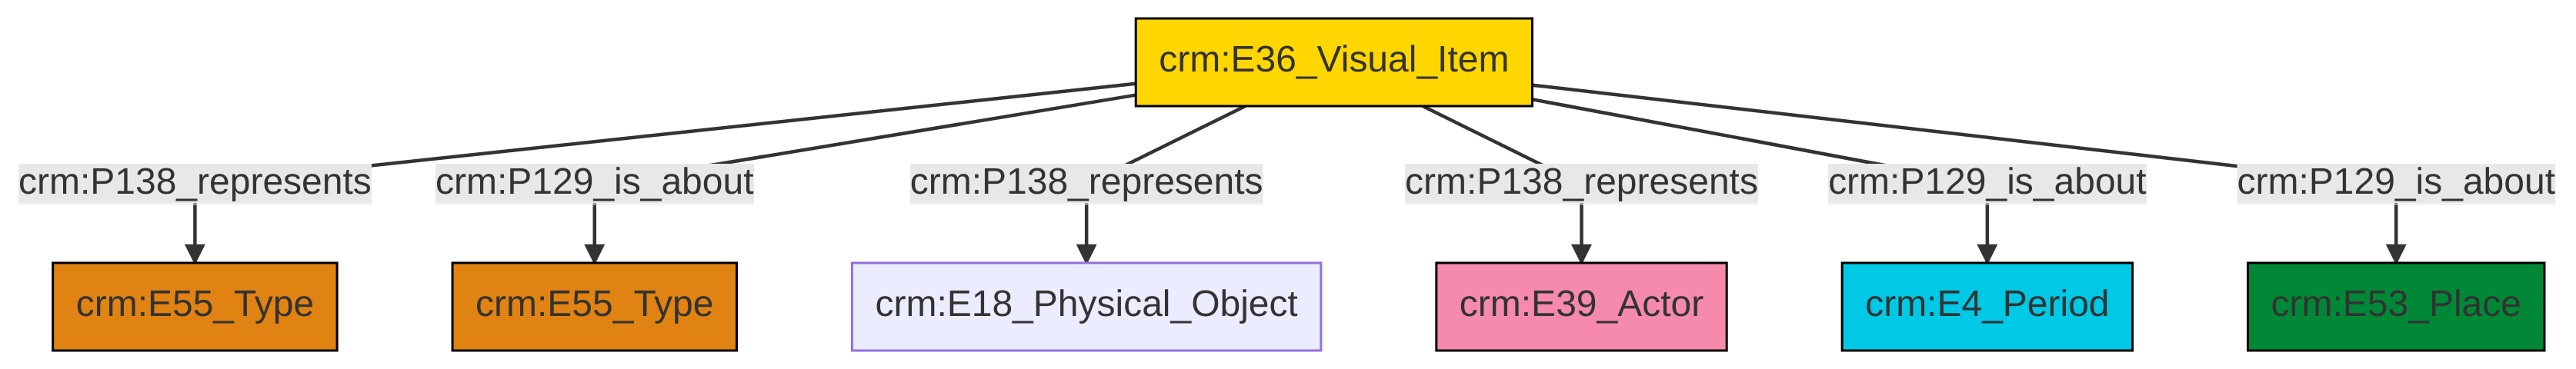 crm:E36_Visual_Item
crm:P138_represents
crm:P129_is_about
crm:P138_represents
crm:P138_represents
crm:P129_is_about
crm:P129_is_about
crm:E55_Type
crm:E55_Type
crm:E18_Physical_Object
crm:E39_Actor
crm:E4_Period
crm:E53_Place